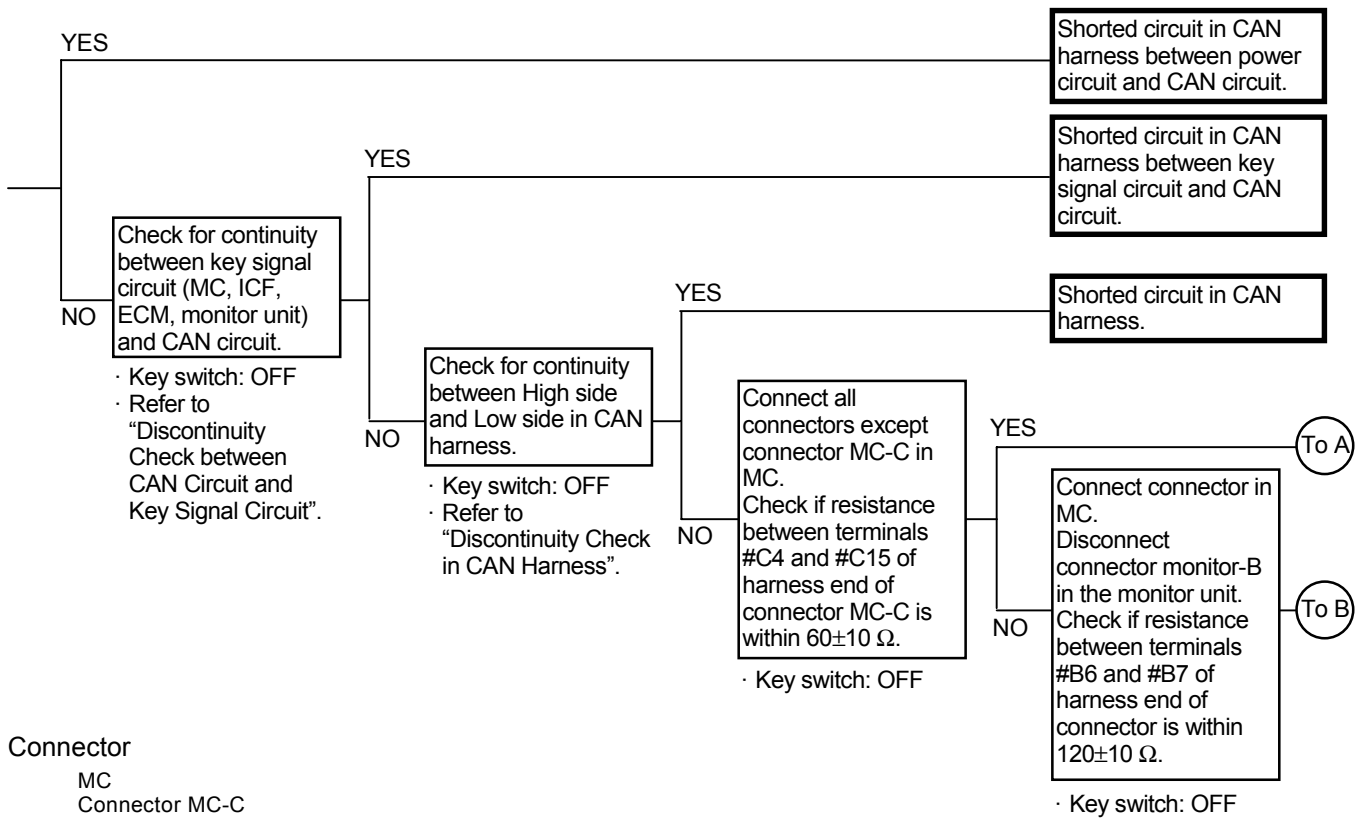 YES
Shorted circuit in CAN
harness between power
circuit and CAN circuit.
YES
Shorted circuit in CAN
harness between key
signal circuit and CAN
circuit.
NO
Check for continuity
between key signal
circuit (MC, ICF,
ECM, monitor unit)
and CAN circuit.
· Key switch: OFF
· Refer to
“Discontinuity
Check between
CAN Circuit and
Key Signal Circuit”.
YES
Shorted circuit in CAN
harness.
NO
Check for continuity
between High side
and Low side in CAN
harness.
· Key switch: OFF
· Refer to
“Discontinuity Check
in CAN Harness”.
NO
Connect all
connectors except
connector MC-C in
MC.
Check if resistance
between terminals
#C4 and #C15 of
harness end of
connector MC-C is
within 60±10 Ω.
· Key switch: OFF
YES
To A
NO
Connect connector in
MC.
Disconnect
connector monitor-B
in the monitor unit.
Check if resistance
between terminals
#B6 and #B7 of
harness end of
connector is within
120±10 Ω.
· Key switch: OFF
To B
Connector
MC
Connector MC-C